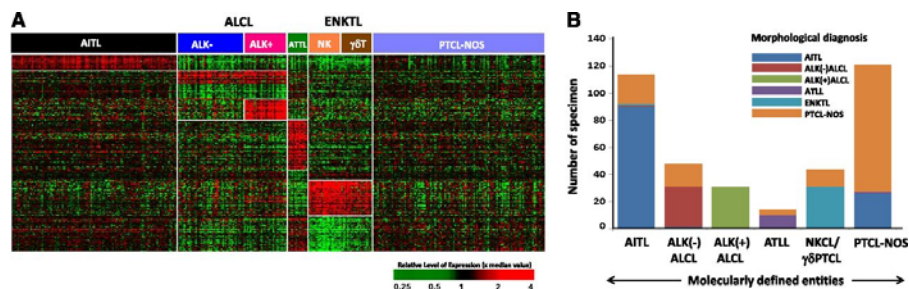 A
ALCL
ENKTL
AITL
ALK-
ALK+
ATTL
NK
γδT
PTCL-NOS
Relative Level of Expression (x median value)
0.25 0.5 1 2 4
B
Morphological diagnosis
AITL
ALK(-)ALCL
ALK(+)ALCL
ATLL
ENKTL
PTCL-NOS
Number of specimen
140
120
100
80
60
40
20
0
AITL
ALK(-) ALCL
ALK(+) ALCL
ATLL
NKCL/ γδPTCL
PTCL-NOS
Molecularly defined entities